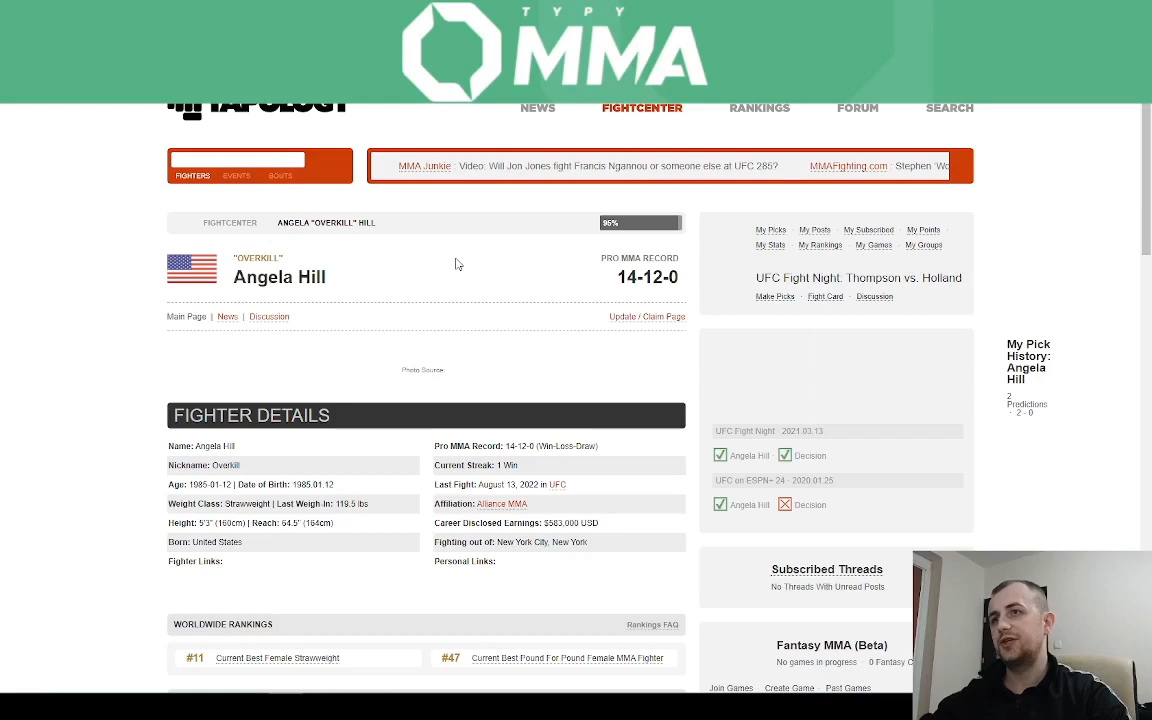 TYPY
MMA
TAPOLOGY
NEWS
FIGHTCENTER
RANKINGS
FORUM
SEARCH
FIGHTERS EVENTS BOUTS
MMA Junkie : Video: Will Jon Jones fight Francis Ngannou or someone else at UFC 285? MMAFighting.com : Stephen 'Wo
FIGHTCENTER ANGELA "OVERKILL" HILL 95%
"OVERKILL"
Angela Hill
PRO MMA RECORD
14-12-0
Main Page | News | Discussion
Update / Claim Page
Photo Source:
FIGHTER DETAILS
Name: Angela Hill
Pro MMA Record: 14-12-0 (Win-Loss-Draw)
Nickname: Overkill
Current Streak: 1 Win
Age: 1985-01-12 | Date of Birth: 1985.01.12
Last Fight: August 13, 2022 in UFC
Weight Class: Strawweight | Last Weigh-In: 119.5 lbs
Affiliation: Alliance MMA
Height: 5'3" (160cm) | Reach: 64.5" (164cm)
Career Disclosed Earnings: $583,000 USD
Born: United States
Fighting out of: New York City, New York
Fighter Links:
Personal Links:
WORLDWIDE RANKINGS
Rankings FAQ
#11 Current Best Female Strawweight
#47 Current Best Pound For Pound Female MMA Fighter
My Picks · My Posts · My Subscribed · My Points ·
My Stats · My Rankings · My Games · My Groups
UFC Fight Night: Thompson vs. Holland
Make Picks · Fight Card · Discussion
UFC Fight Night · 2021.03.13
Angela Hill · Decision
UFC on ESPN+ 24 · 2020.01.25
Angela Hill · Decision
Subscribed Threads
No Threads With Unread Posts
Fantasy MMA (Beta)
No games in progress · 0 Fantasy C
Join Games · Create Game · Past Games
My Pick
History:
Angela
Hill
2
Predictions
· 2 - 0